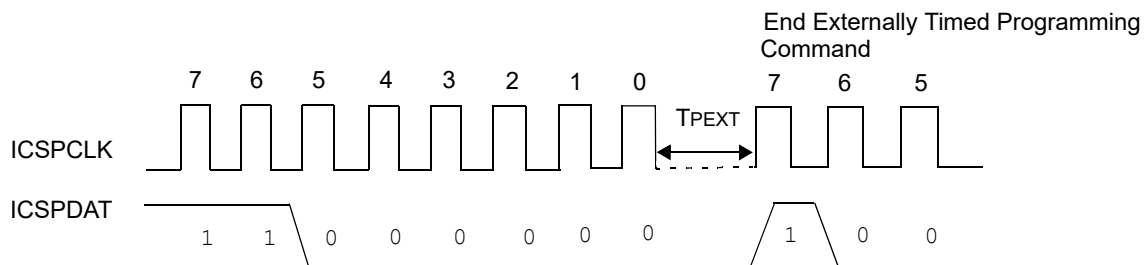 End Externally Timed Programming
Command
7 6 5 4 3 2 1 0 7 6 5
TPEXT
ICSPCLK
ICSPDAT
1 1 0 0 0 0 0 0 1 0 0